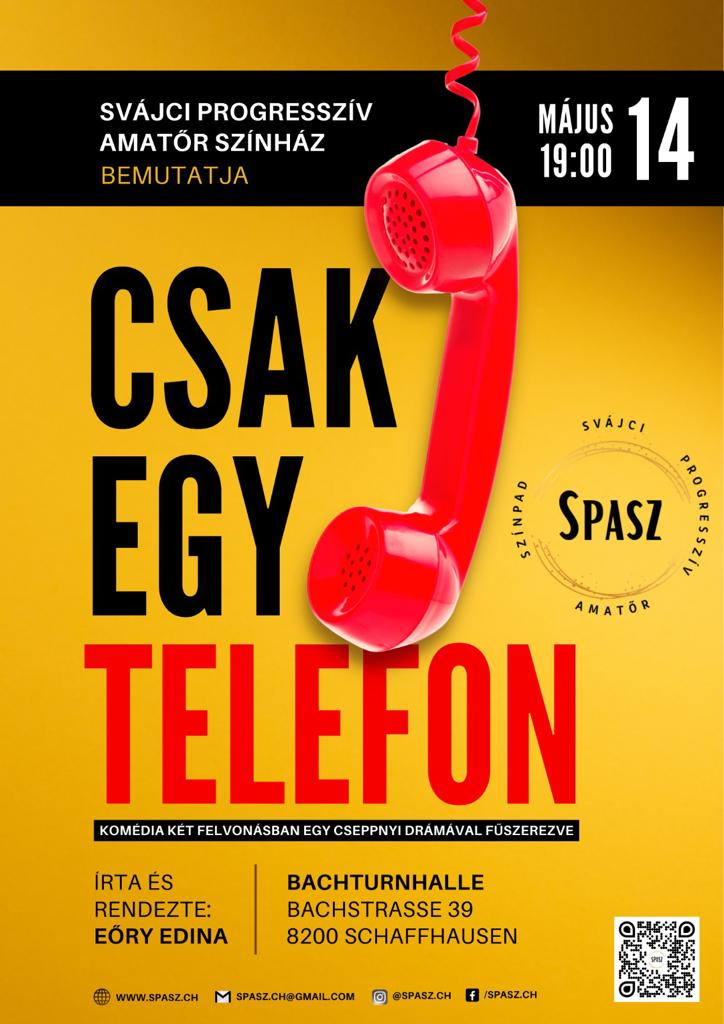 SVÁJCI PROGRESSZÍV
AMATŐR SZÍNHÁZ
BEMUTATJA
MÁJUS
19:00
14
CSAK
EGY
TELEFON
SVÁJCI
PROGRESSZÍV
AMATŐR
SZÍNPAD
SPASZ
KOMÉDIA KÉT FELVONÁSBAN EGY CSEPPNYI DRÁMÁVAL FŰSZEREZVE
ÍRTA ÉS
RENDEZTE:
EŐRY EDINA
BACHTURNHALLE
BACHSTRASSE 39
8200 SCHAFFHAUSEN
SPASZ
WWW.SPASZ.CH
SPASZ.CH@GMAIL.COM
@SPASZ.CH
/SPASZ.CH